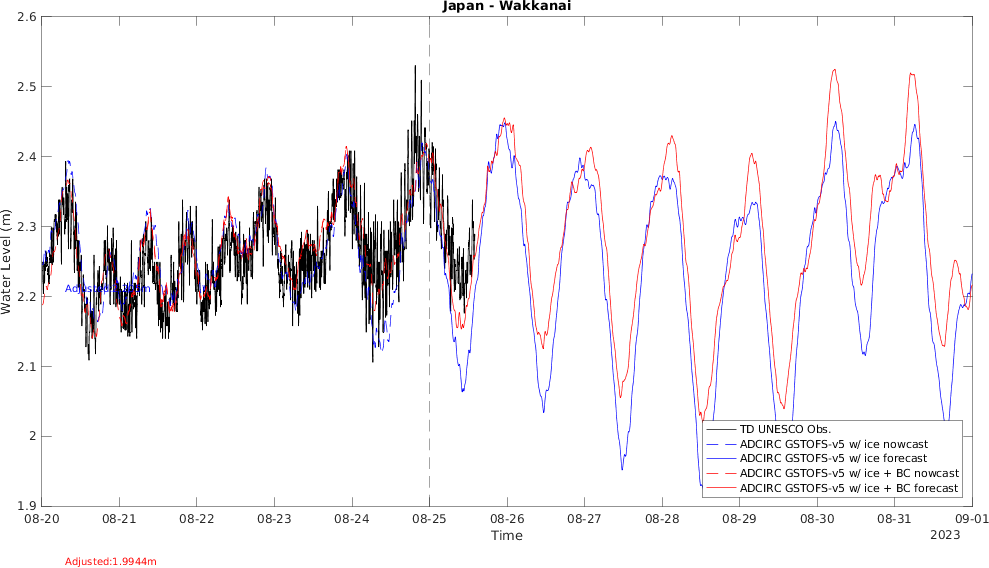 Japan - Wakkanai
2.6
2.5
2.4
2.3
2.2
2.1
2
1.9
Water Level (m)
TD UNESCO Obs.
ADCIRC GSTOFS-v5 w/ ice nowcast
ADCIRC GSTOFS-v5 w/ ice forecast
ADCIRC GSTOFS-v5 w/ ice + BC nowcast
ADCIRC GSTOFS-v5 w/ ice + BC forecast
08-20 08-21 08-22 08-23 08-24 08-25 08-26 08-27 08-28 08-29 08-30 08-31 09-01
Time
2023
Adjusted:1.9944m